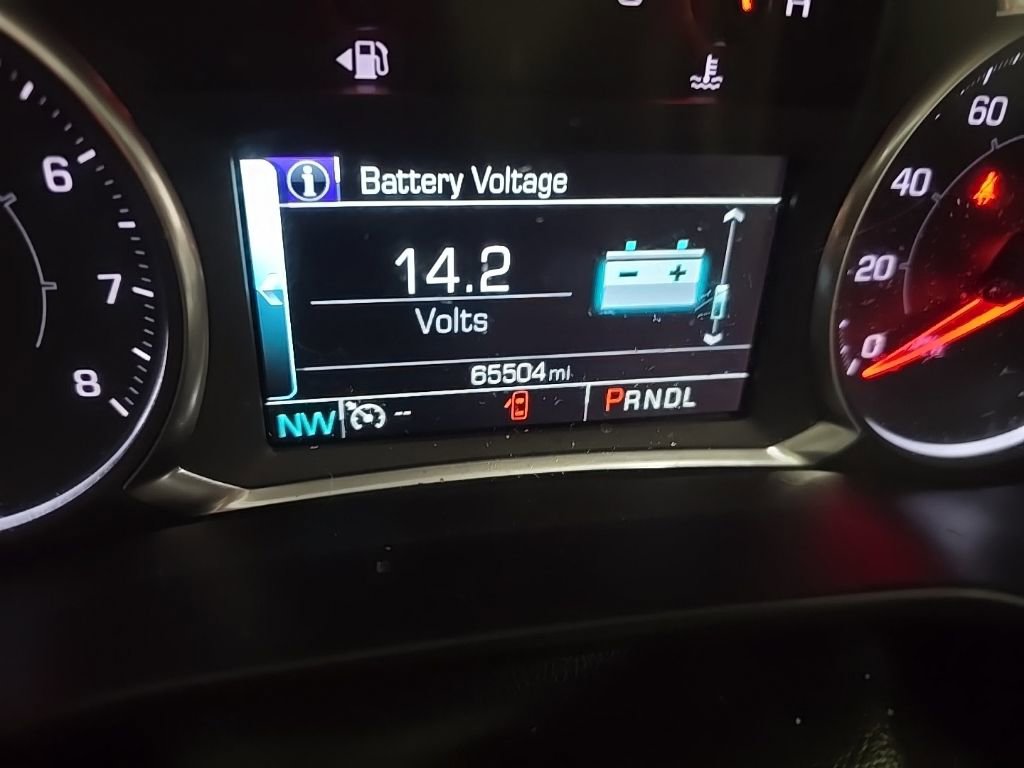 H
Battery Voltage
14.2
Volts
65504 mi
NW -- PRNDL
6
7
8
60
40
20
0